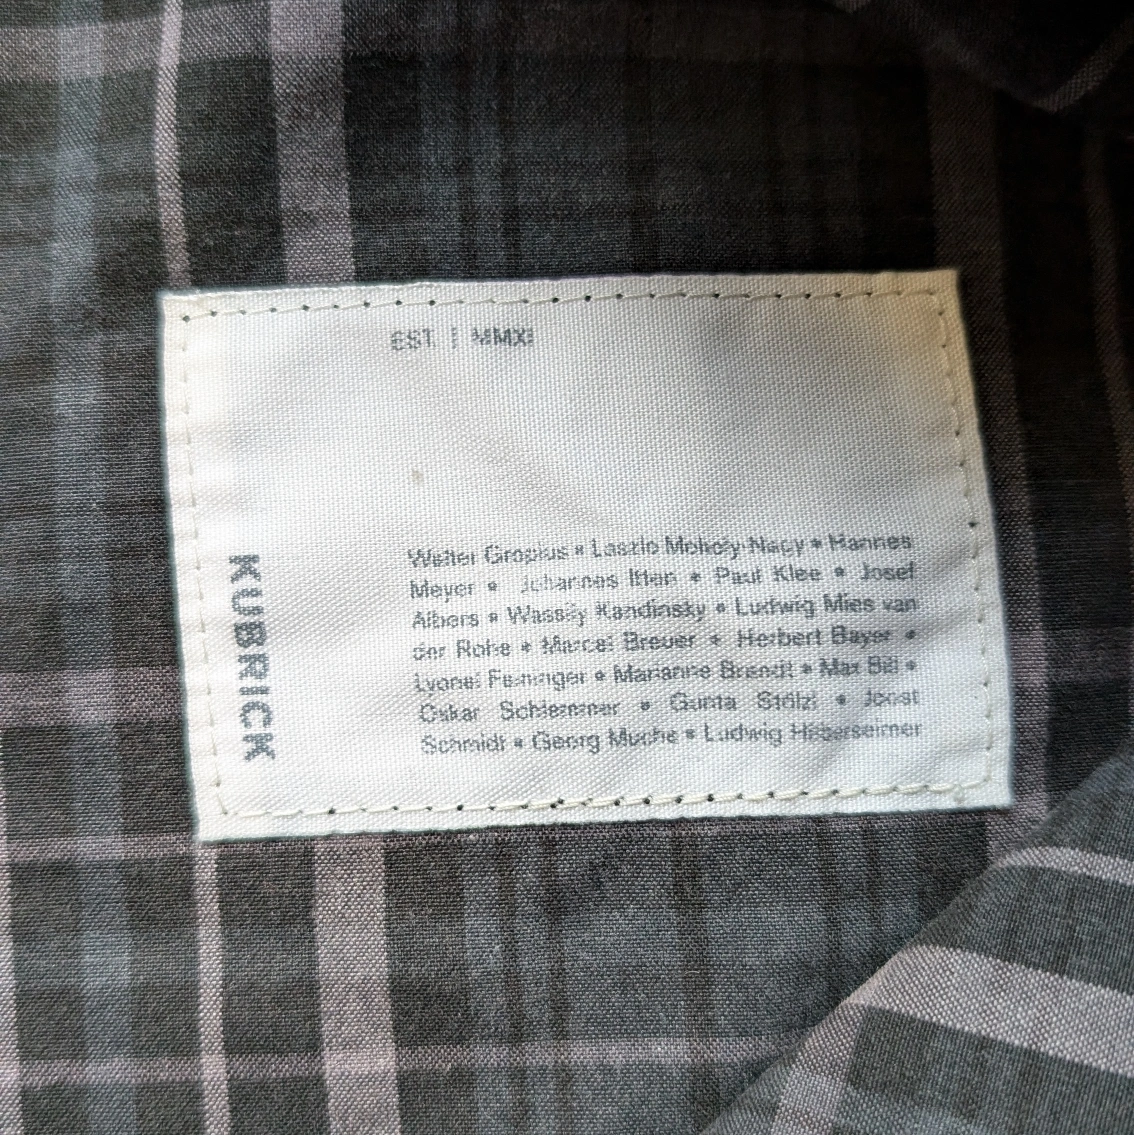 EST. | MMXI
KUBRICK
Walter Gropius • Laszlo Moholy-Nagy • Hannes
Meyer • Johannes Itten • Paul Klee • Josef
Albers • Wassily Kandinsky • Ludwig Mies van
der Rohe • Marcel Breuer • Herbert Bayer •
Lyonel Feininger • Marianne Brandt • Max Bill •
Oskar Schlemmer • Gunta Stölzl • Joost
Schmidt • Georg Muche • Ludwig Hilberseimer